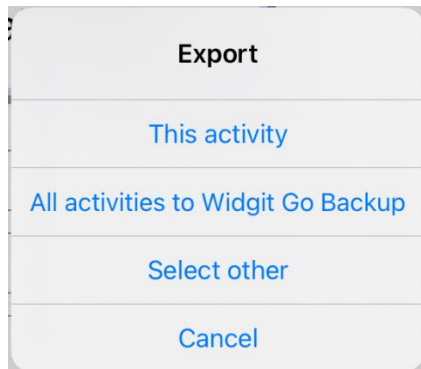 Export
This activity
All activities to Widgit Go Backup
Select other
Cancel